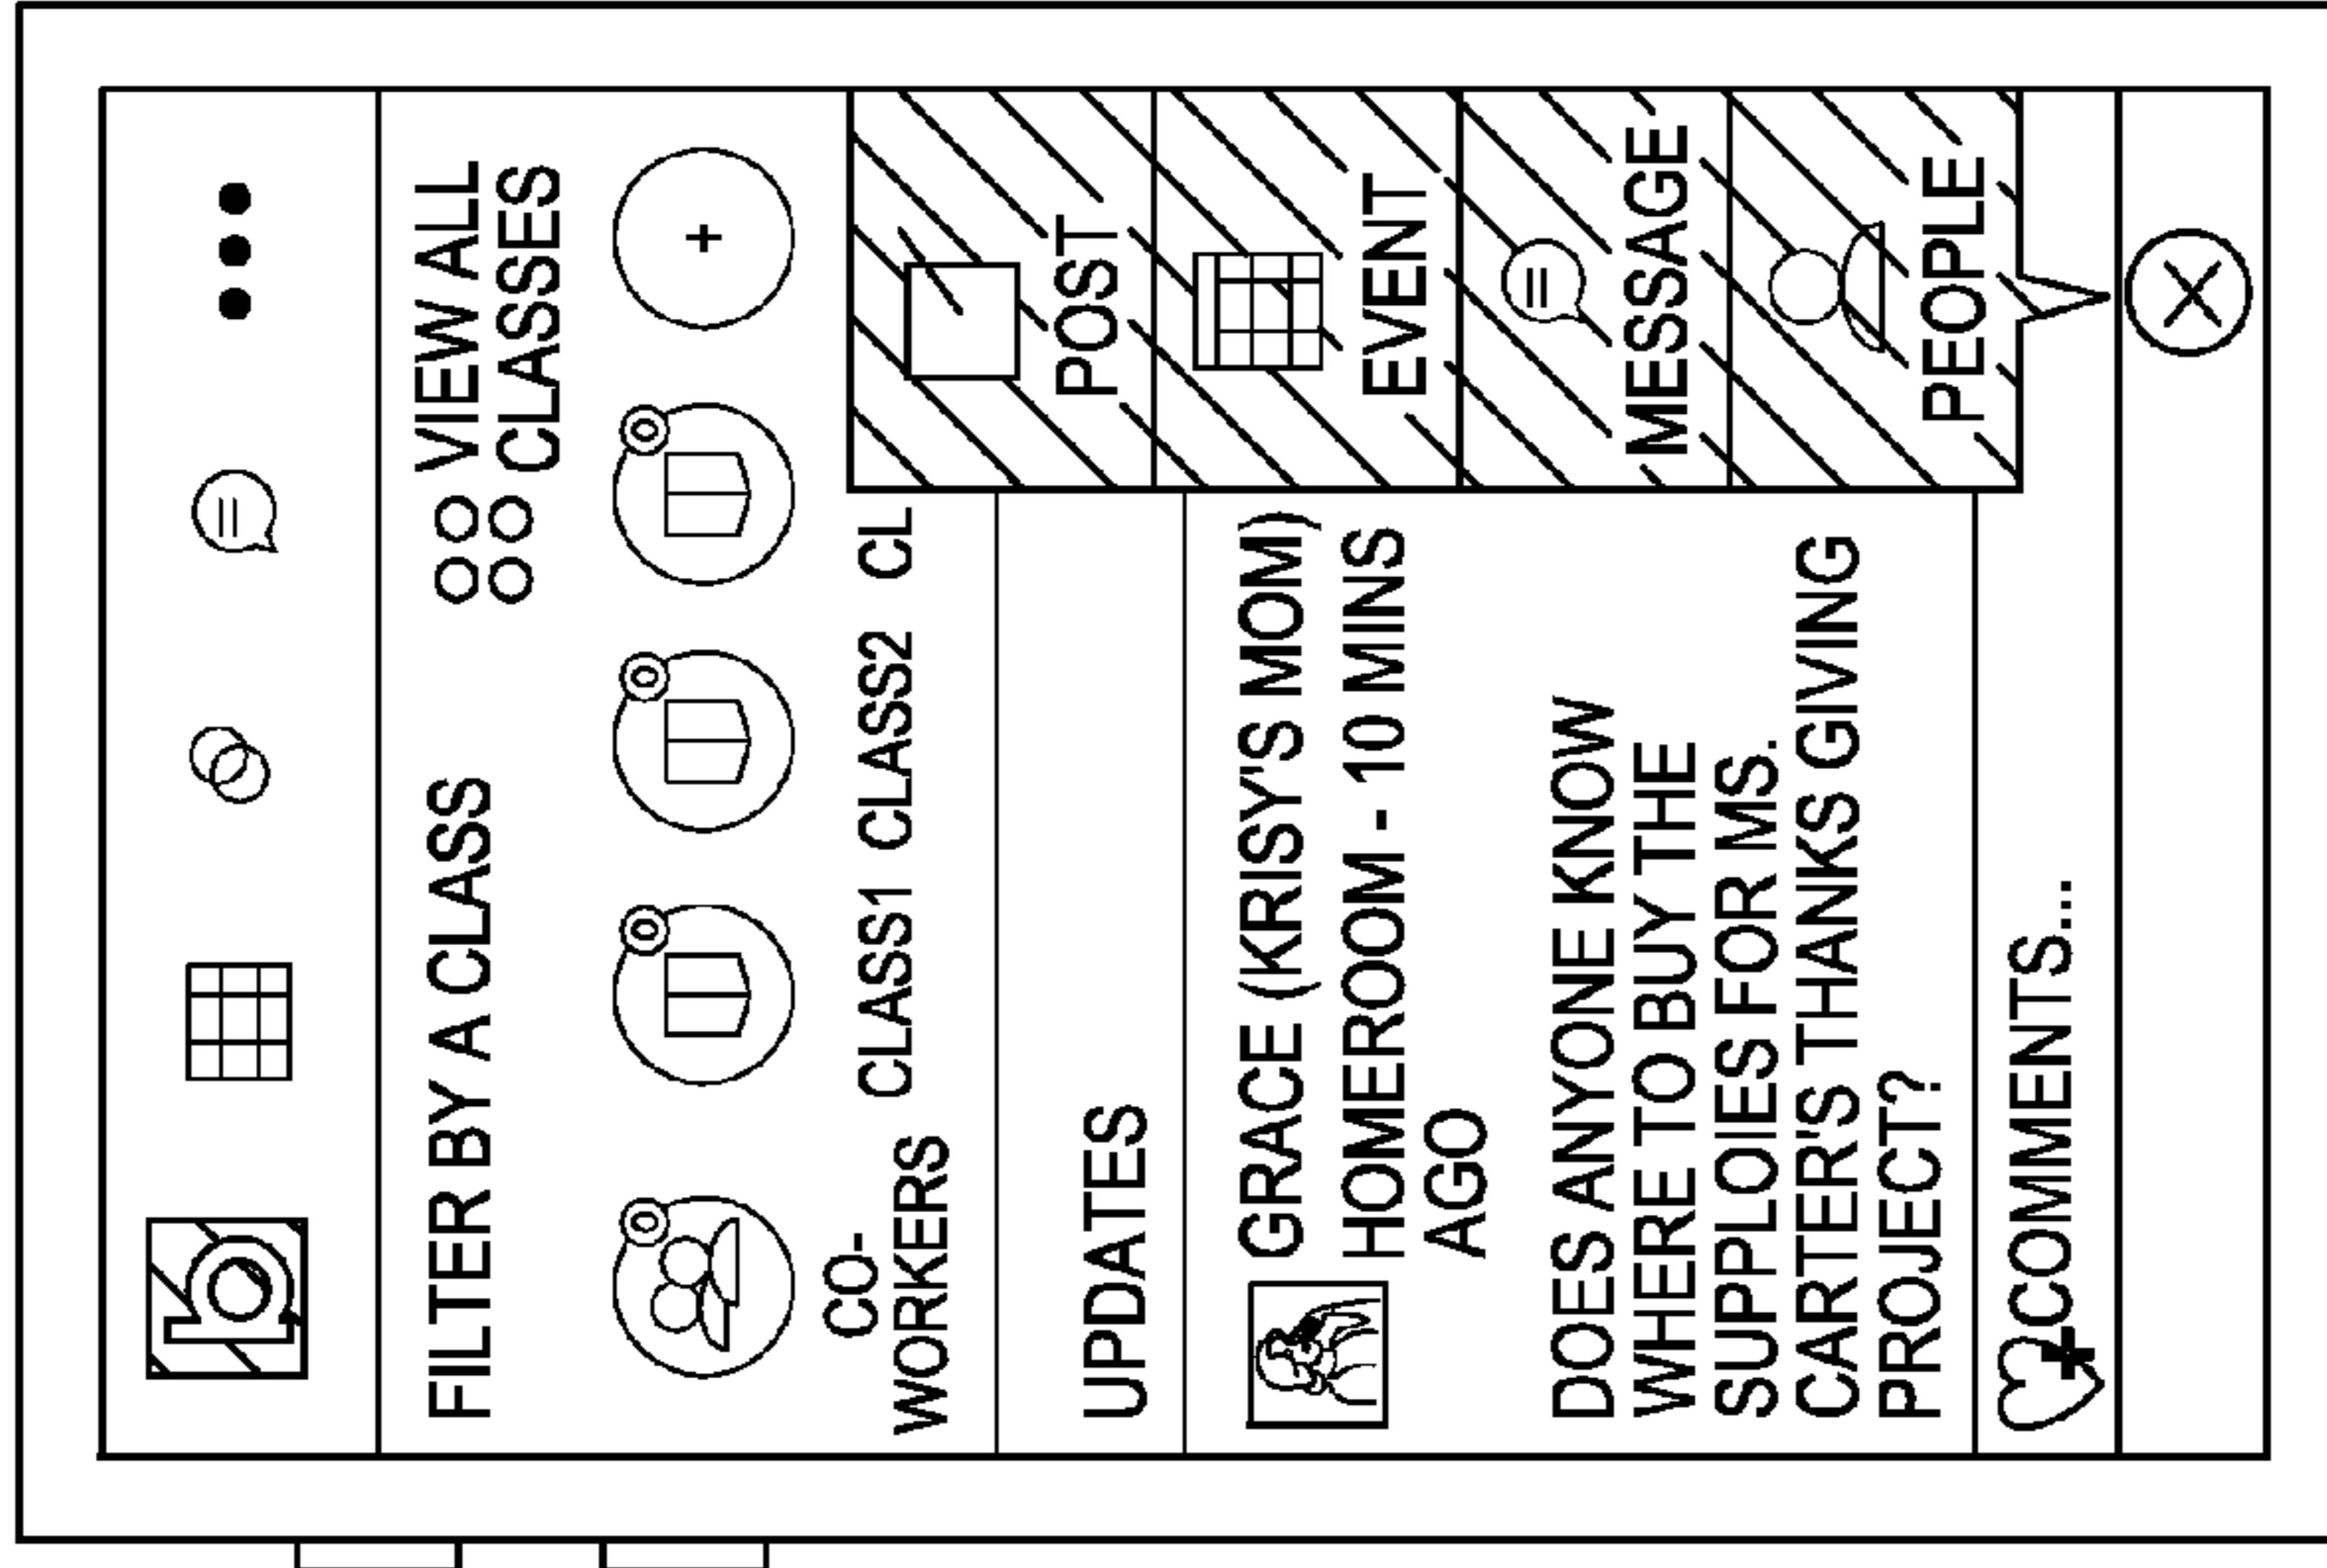 FILTER BY A CLASS
VIEW ALL
CLASSES
+
CO-
WORKERS
CLASS1
CLASS2
CL
UPDATES
GRACE (KRISY'S MOM)
HOMEROOM - 10 MINS
AGO
DOES ANYONE KNOW
WHERE TO BUY THE
SUPPLOIES FOR MS.
CARTER'S THANKS GIVING
PROJECT?
COMMENTS...
POST
EVENT
MESSAGE
PEOPLE